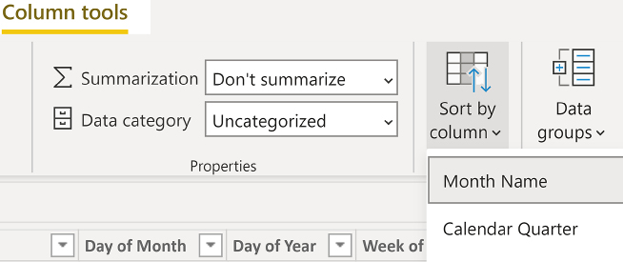 Column tools
Summarization Don't summarize
Data category Uncategorized
Properties
Sort by
column
Data
groups
Month Name
Calendar Quarter
Day of Month Day of Year Week of